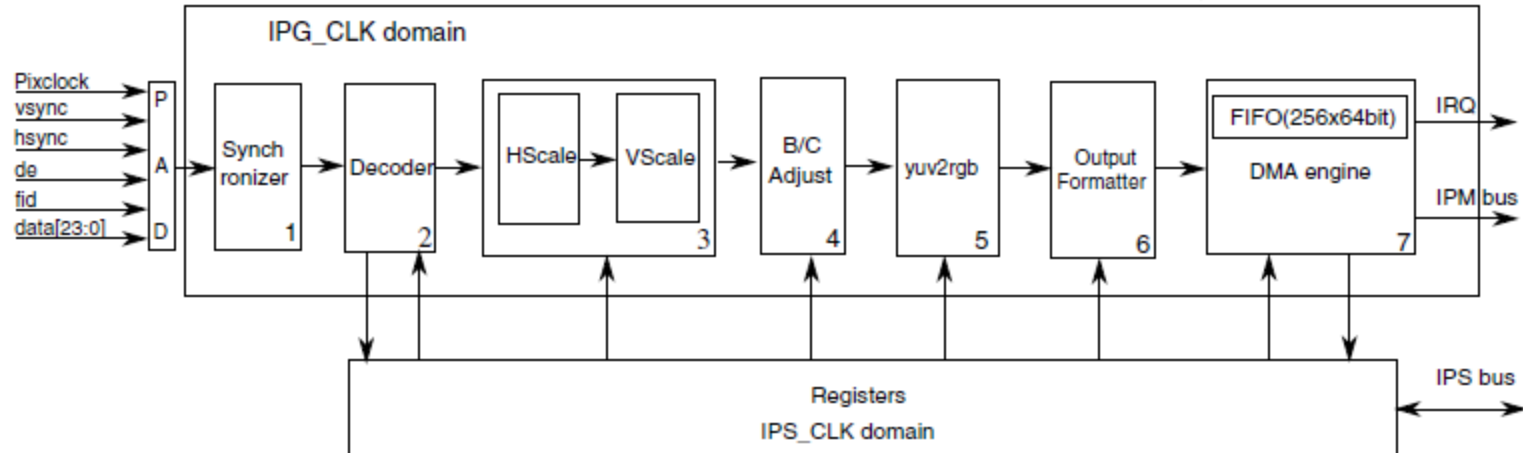 IPG_CLK domain
Pixclock
vsync
hsync
de
fid
data[23:0]
P
A
D
Synch
ronizer
1
Decoder
2
HScale
VScale
3
B/C
Adjust
4
yuv2rgb
5
Output
Formatter
6
FIFO(256x64bit)
DMA engine
7
IRQ
IPM bus
Registers
IPS_CLK domain
IPS bus